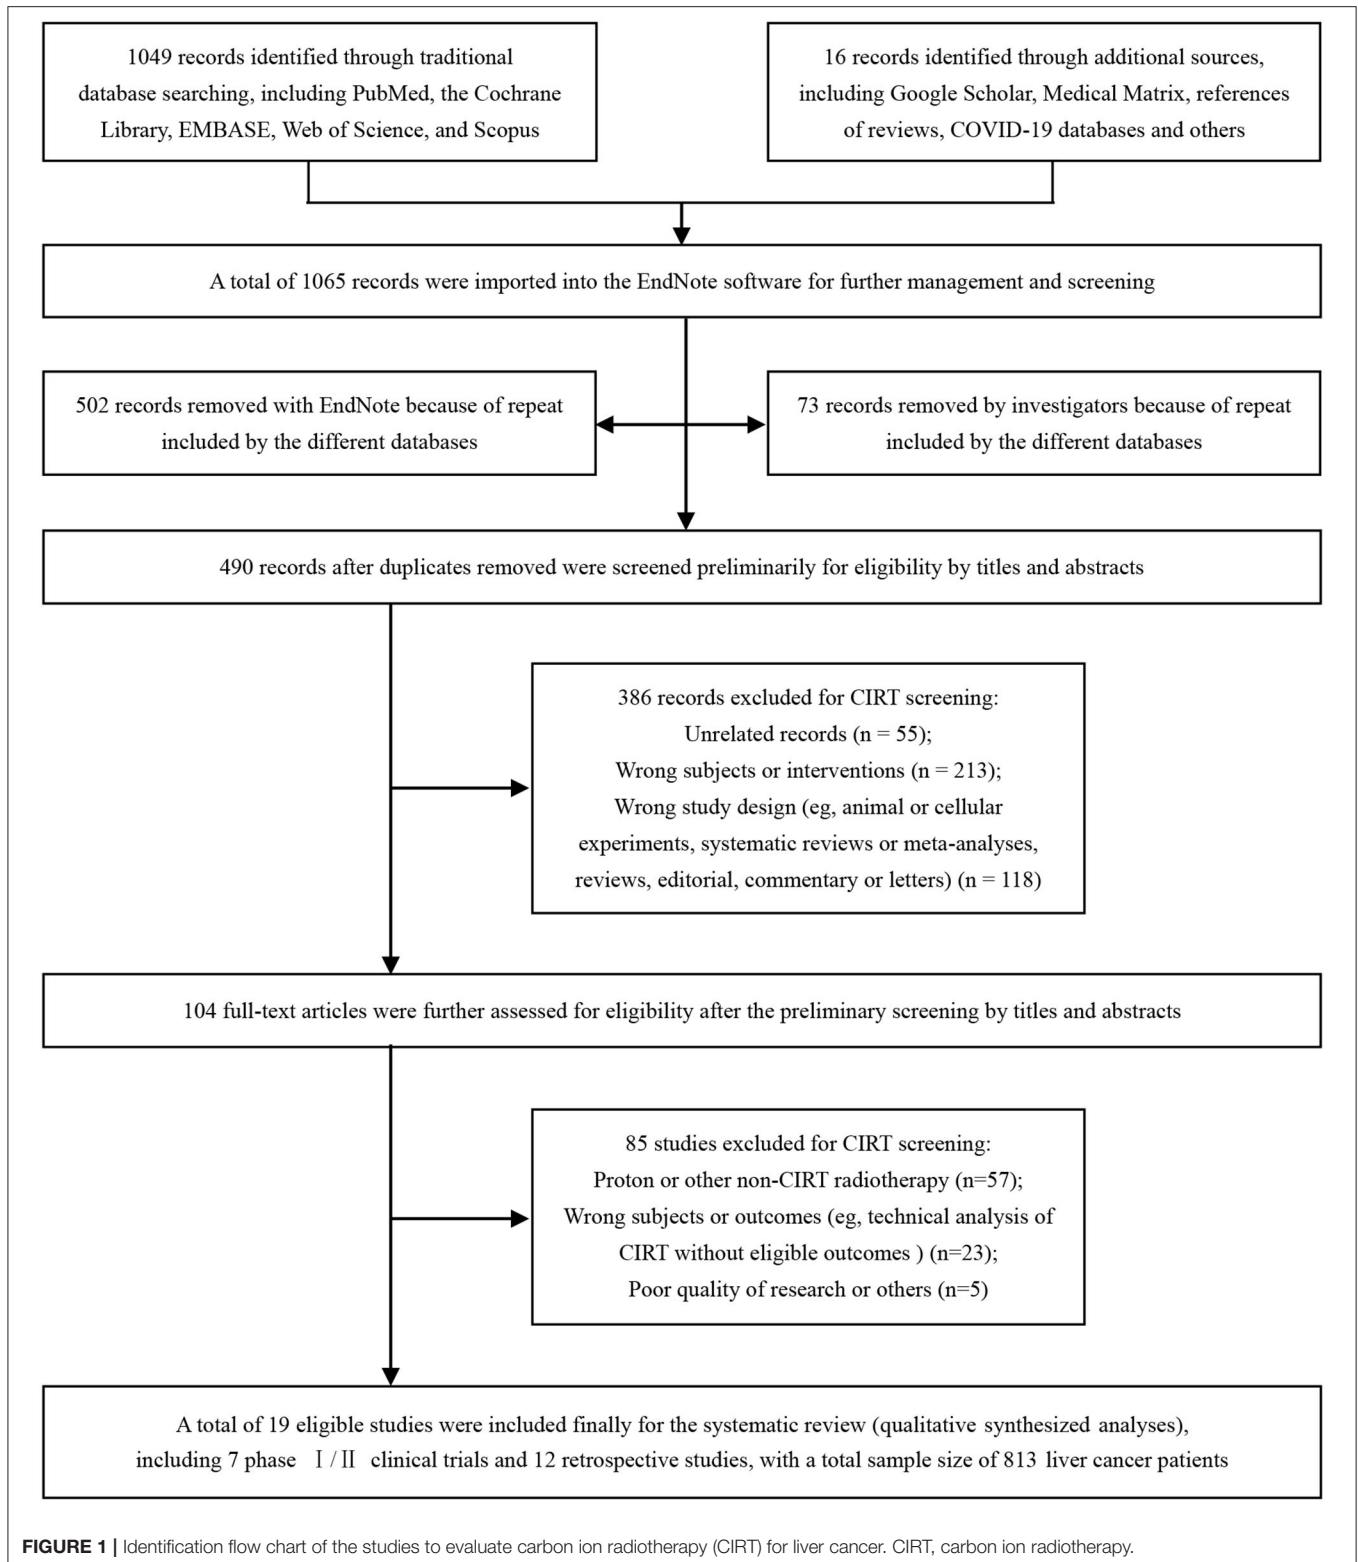 1049 records identified through traditional
database searching, including PubMed, the Cochrane
Library, EMBASE, Web of Science, and Scopus
16 records identified through additional sources,
including Google Scholar, Medical Matrix, references
of reviews, COVID-19 databases and others
A total of 1065 records were imported into the EndNote software for further management and screening
502 records removed with EndNote because of repeat
included by the different databases
73 records removed by investigators because of repeat
included by the different databases
490 records after duplicates removed were screened preliminarily for eligibility by titles and abstracts
386 records excluded for CIRT screening:
Unrelated records (n = 55);
Wrong subjects or interventions (n = 213);
Wrong study design (eg, animal or cellular
experiments, systematic reviews or meta-analyses,
reviews, editorial, commentary or letters) (n = 118)
104 full-text articles were further assessed for eligibility after the preliminary screening by titles and abstracts
85 studies excluded for CIRT screening:
Proton or other non-CIRT radiotherapy (n=57);
Wrong subjects or outcomes (eg, technical analysis of
CIRT without eligible outcomes ) (n=23);
Poor quality of research or others (n=5)
A total of 19 eligible studies were included finally for the systematic review (qualitative synthesized analyses),
including 7 phase Ⅰ/Ⅱ clinical trials and 12 retrospective studies, with a total sample size of 813 liver cancer patients
FIGURE 1 | Identification flow chart of the studies to evaluate carbon ion radiotherapy (CIRT) for liver cancer. CIRT, carbon ion radiotherapy.